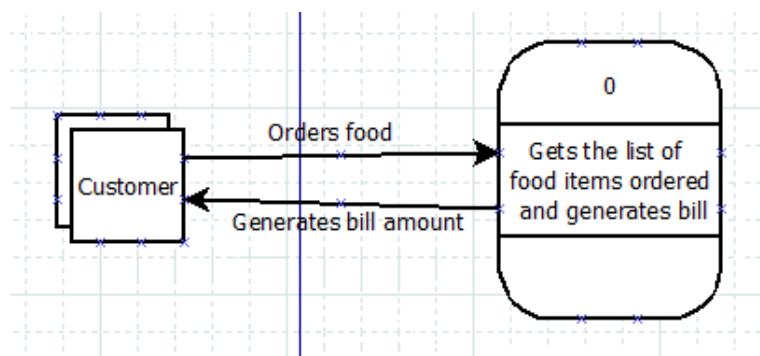 0
Orders food
Customer
Gets the list of
food items ordered
and generates bill
Generates bill amount